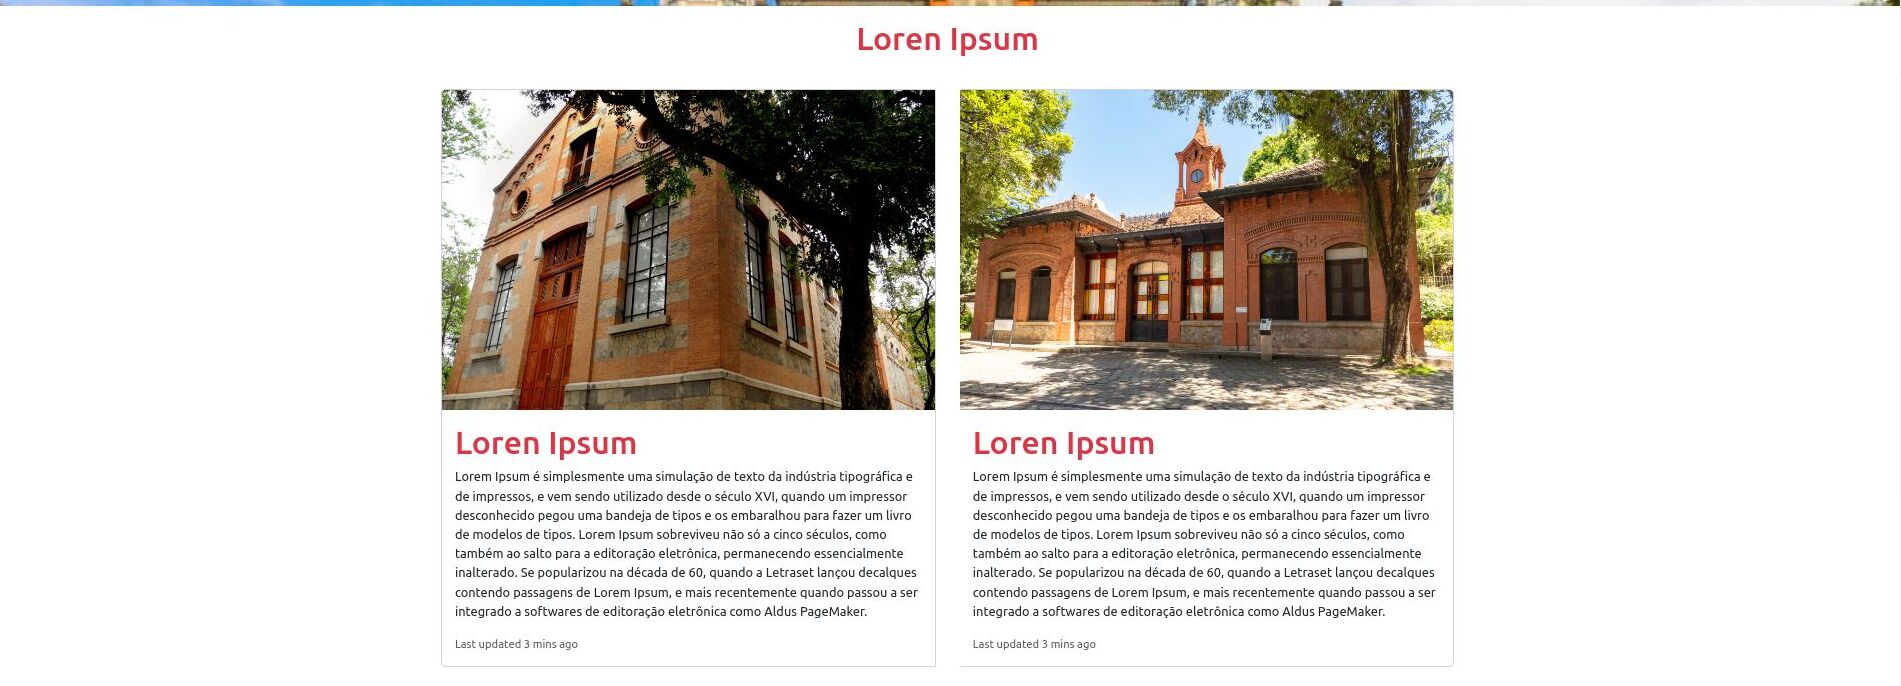 Loren Ipsum
Loren Ipsum
Lorem Ipsum é simplesmente uma simulação de texto da indústria tipográfica e
de impressos, e vem sendo utilizado desde o século XVI, quando um impressor
desconhecido pegou uma bandeja de tipos e os embaralhou para fazer um livro
de modelos de tipos. Lorem Ipsum sobreviveu não só a cinco séculos, como
também ao salto para a editoração eletrônica, permanecendo essencialmente
inalterado. Se popularizou na década de 60, quando a Letraset lançou decalques
contendo passagens de Lorem Ipsum, e mais recentemente quando passou a ser
integrado a softwares de editoração eletrônica como Aldus PageMaker.
Last updated 3 mins ago
Loren Ipsum
Lorem Ipsum é simplesmente uma simulação de texto da indústria tipográfica e
de impressos, e vem sendo utilizado desde o século XVI, quando um impressor
desconhecido pegou uma bandeja de tipos e os embaralhou para fazer um livro
de modelos de tipos. Lorem Ipsum sobreviveu não só a cinco séculos, como
também ao salto para a editoração eletrônica, permanecendo essencialmente
inalterado. Se popularizou na década de 60, quando a Letraset lançou decalques
contendo passagens de Lorem Ipsum, e mais recentemente quando passou a ser
integrado a softwares de editoração eletrônica como Aldus PageMaker.
Last updated 3 mins ago